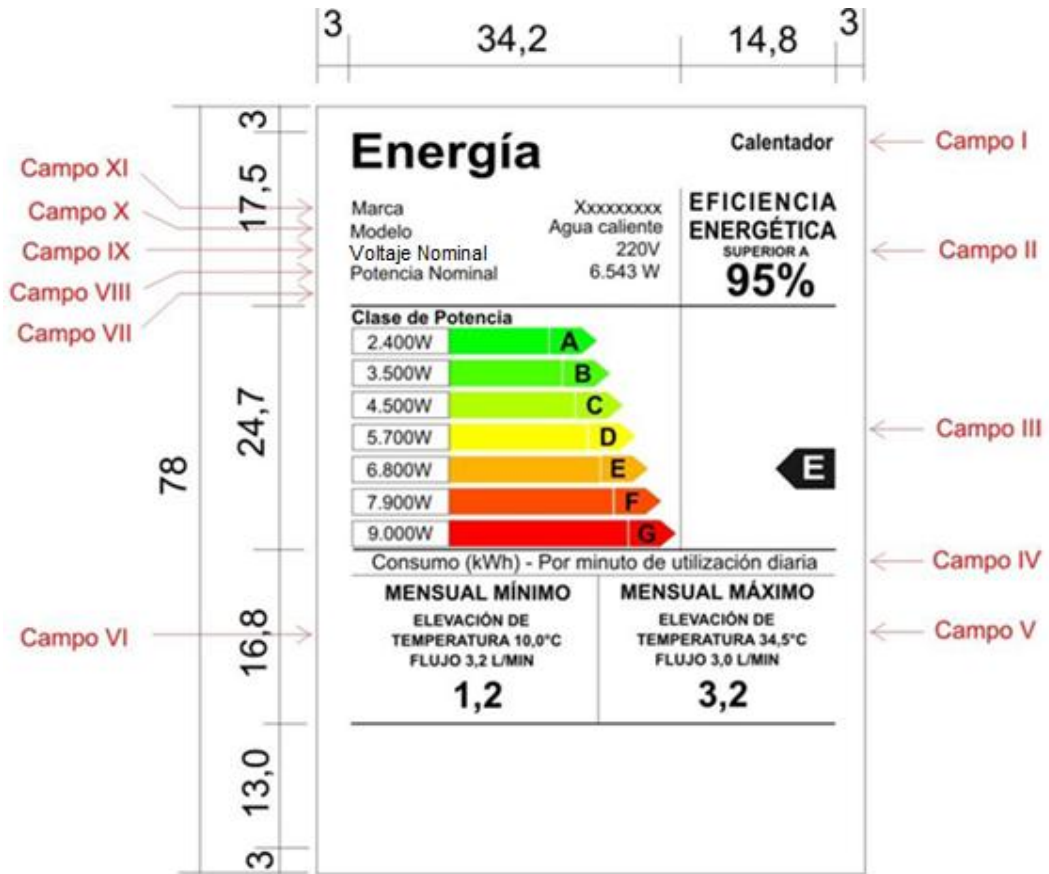 3 34,2 14,8 3
3
17,5
24,7
78
16,8
13,0
3
Campo XI
Campo X
Campo IX
Campo VIII
Campo VII
Campo VI
Energía
Calentador
Marca Xxxxxxxxx
Modelo Agua caliente
Voltaje Nominal 220V
Potencia Nominal 6.543 W
EFICIENCIA
ENERGÉTICA
SUPERIOR A
95%
Clase de Potencia
2.400W A
3.500W B
4.500W C
5.700W D
6.800W E
7.900W F
9.000W G
E
Consumo (kWh) - Por minuto de utilización diaria
MENSUAL MÍNIMO
ELEVACIÓN DE
TEMPERATURA 10,0°C
FLUJO 3,2 L/MIN
1,2
MENSUAL MÁXIMO
ELEVACIÓN DE
TEMPERATURA 34,5°C
FLUJO 3,0 L/MIN
3,2
Campo I
Campo II
Campo III
Campo IV
Campo V